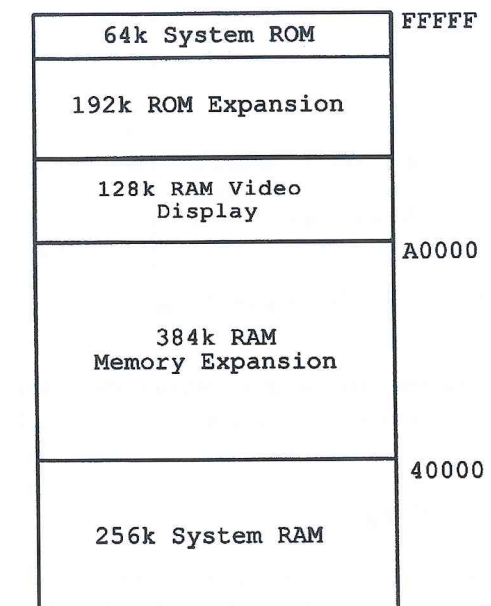 64k System ROM
FFFFF
192k ROM Expansion
128k RAM Video
Display
A0000
384k RAM
Memory Expansion
40000
256k System RAM